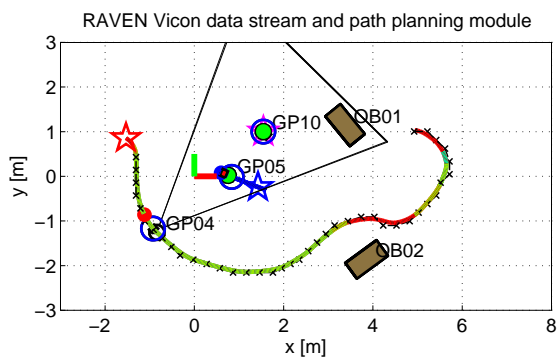 RAVEN Vicon data stream and path planning module
3
2
1
0
−1
−2
−3
y [m]
OB01
GP10
GP05
GP04
OB02
−2
0
2
4
6
8
x [m]